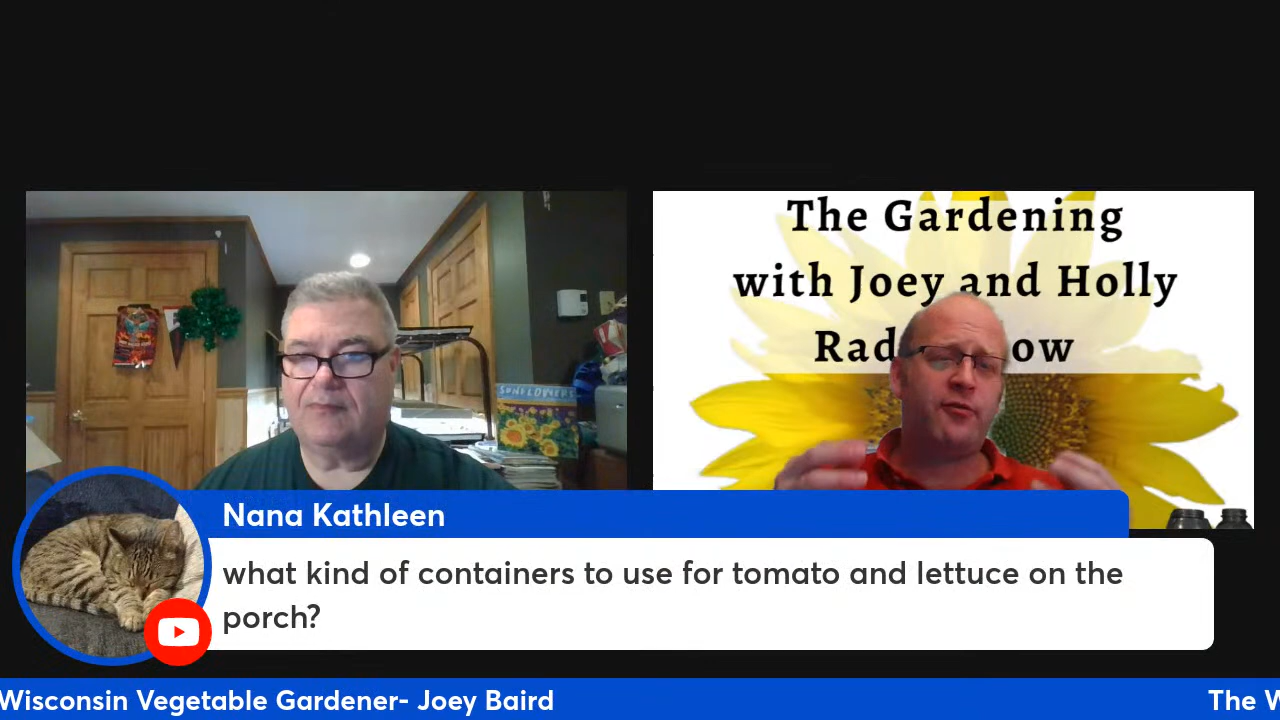 The Gardening
with Joey and Holly
Rad ow
SUNFLOWERS
Nana Kathleen
what kind of containers to use for tomato and lettuce on the
porch?
Wisconsin Vegetable Gardener- Joey Baird
The W